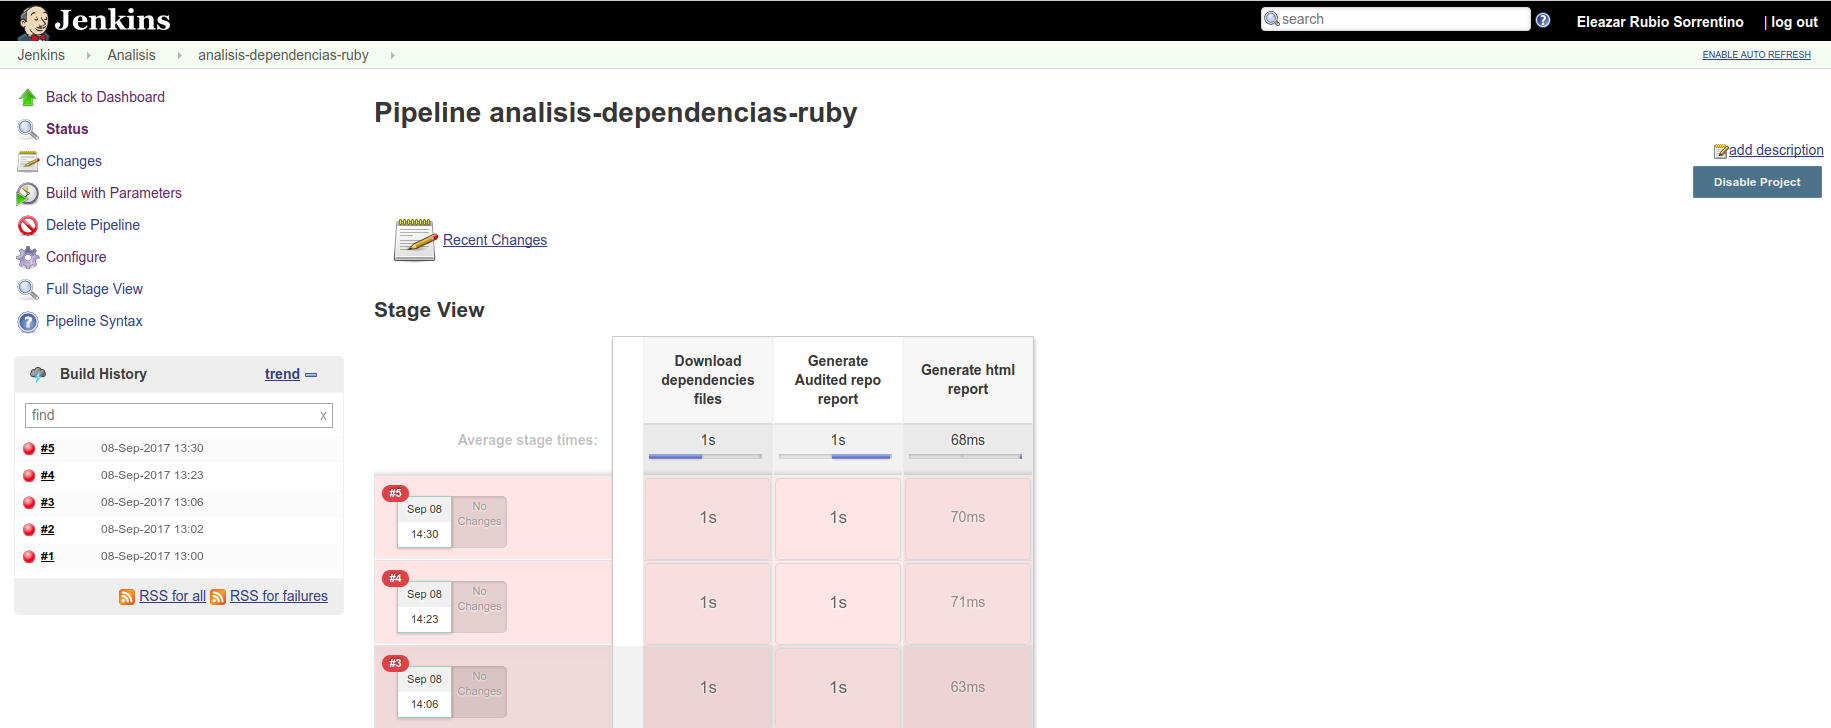 Jenkins
search
Eleazar Rubio Sorrentino
| log out
Jenkins
Analisis
analisis-dependencias-ruby
ENABLE AUTO REFRESH
Back to Dashboard
Status
Changes
Build with Parameters
Delete Pipeline
Configure
Full Stage View
Pipeline Syntax
Build History
trend
find
x
#5 08-Sep-2017 13:30
#4 08-Sep-2017 13:23
#3 08-Sep-2017 13:06
#2 08-Sep-2017 13:02
#1 08-Sep-2017 13:00
RSS for all
RSS for failures
Pipeline analisis-dependencias-ruby
add description
Disable Project
Recent Changes
Stage View
Download
dependencies
files
Generate
Audited repo
report
Generate html
report
Average stage times:
1s
1s
68ms
#5
Sep 08
14:30
No
Changes
1s
1s
70ms
#4
Sep 08
14:23
No
Changes
1s
1s
71ms
#3
Sep 08
14:06
No
Changes
1s
1s
63ms